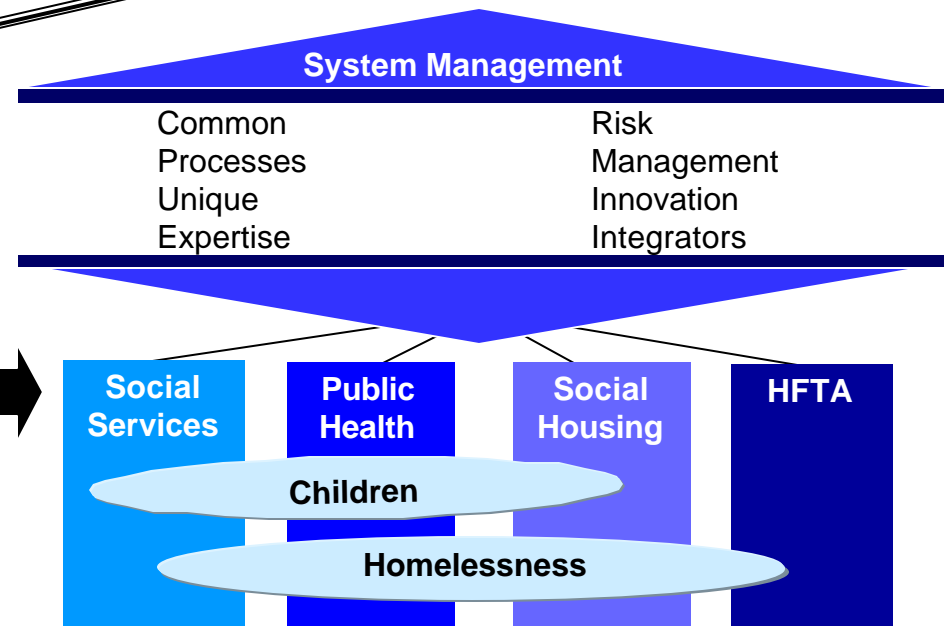 System Management
Common
Processes
Unique
Expertise
Risk
Management
Innovation
Integrators
Social
Services
Public
Health
Social
Housing
HFTA
Children
Homelessness